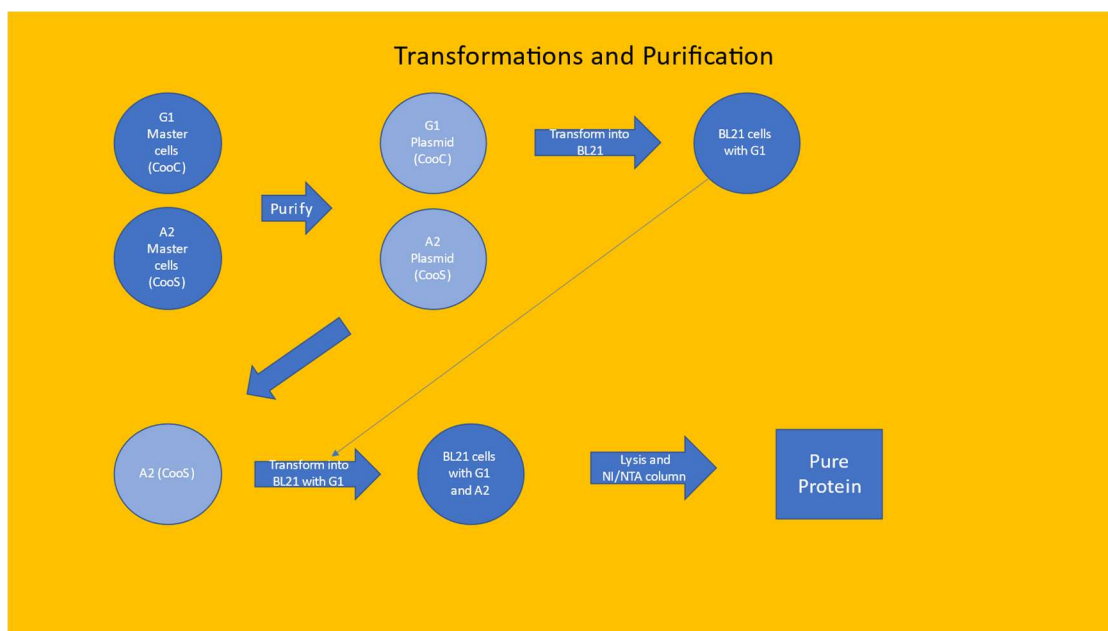 Transformations and Purification
G1
Master
cells
(CooC)
G1
Plasmid
(CooC)
Transform into
BL21
BL21 cells
with G1
Purify
A2
Master
cells
(CooS)
A2
Plasmid
(CooS)
A2 (CooS)
Transform into
BL21 with G1
BL21 cells
with G1
and A2
Lysis and
NI/NTA column
Pure
Protein